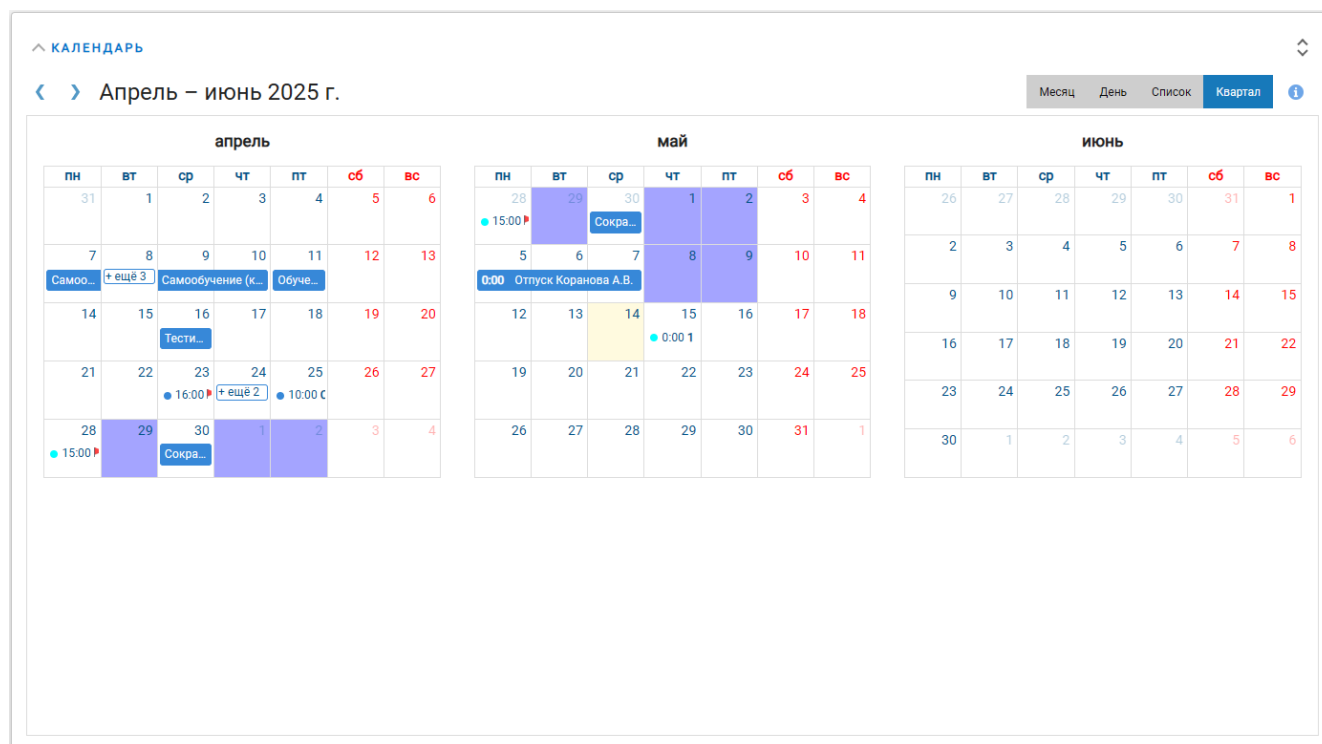 КАЛЕНДАРЬ
Апрель – июнь 2025 г.
Месяц День Список Квартал
апрель
пн вт ср чт пт сб вс
31 1 2 3 4 5 6
7 8 9 10 11 12 13
Самоо... + ещё 3 Самообучение (к... Обуче...
14 15 16 17 18 19 20
Тести...
21 22 23 24 25 26 27
16:00 + ещё 2 10:00
28 29 30 1 2 3 4
15:00 Сокра...
май
пн вт ср чт пт сб вс
28 29 30 1 2 3 4
15:00 Сокра...
5 6 7 8 9 10 11
0:00 Отпуск Коранова А.В.
12 13 14 15 16 17 18
0:00 1
19 20 21 22 23 24 25
26 27 28 29 30 31 1
июнь
пн вт ср чт пт сб вс
26 27 28 29 30 31 1
2 3 4 5 6 7 8
9 10 11 12 13 14 15
16 17 18 19 20 21 22
23 24 25 26 27 28 29
30 1 2 3 4 5 6